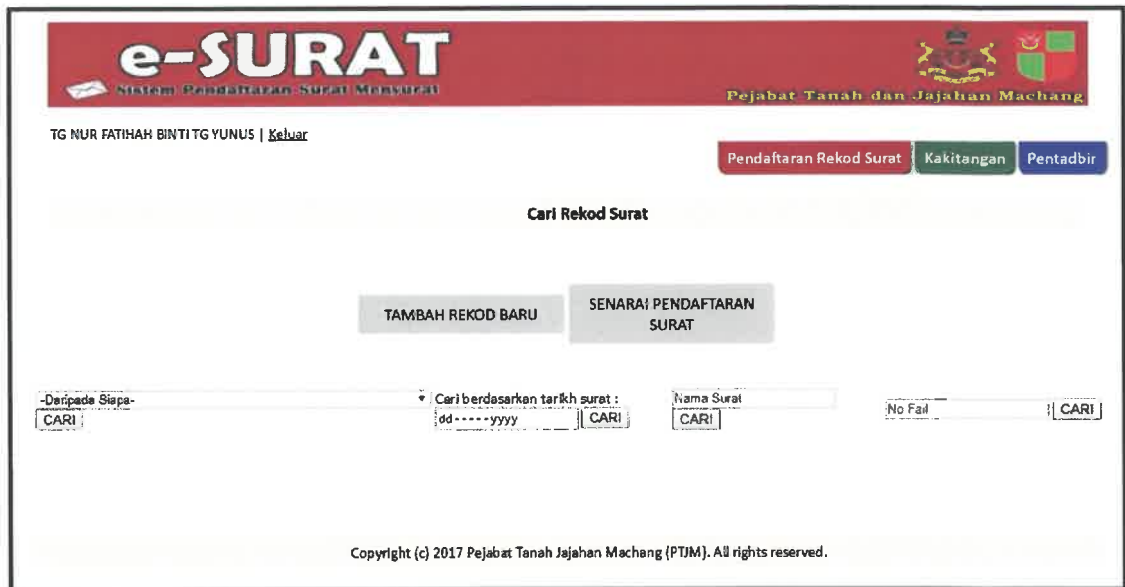 e-SURAT
Sistem Pendaftaran Surat Menyurat
Pejabat Tanah dan Jajahan Machang
TG NUR FATIHAH BINTI TG YUNUS | Keluar
Pendaftaran Rekod Surat Kakitangan Pentadbir
Cari Rekod Surat
TAMBAH REKOD BARU
SENARAI PENDAFTARAN
SURAT
-Daripada Siapa-
CARI
Cari berdasarkan tarikh surat :
dd-----yyyy CARI
Nama Surat
CARI
No Fail CARI
Copyright (c) 2017 Pejabat Tanah Jajahan Machang (PTJM). All rights reserved.